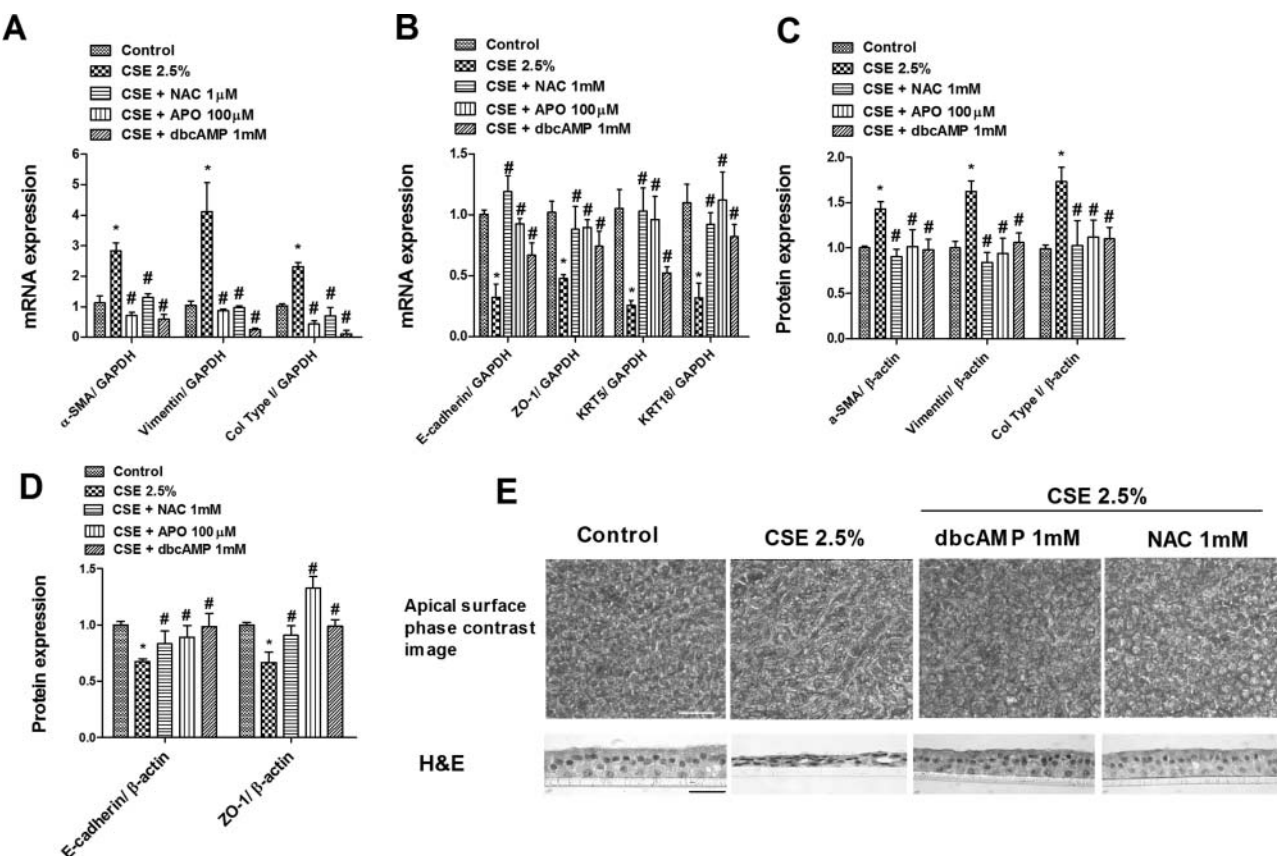 A
Control
CSE 2.5%
CSE + NAC 1μM
CSE + APO 100μM
CSE + dbcAMP 1mM
mRNA expression
6
5
4
3
2
1
0
* # # #
* # # #
* # # #
α-SMA/ GAPDH
Vimentin/ GAPDH
Col Type I/ GAPDH
B
Control
CSE 2.5%
CSE + NAC 1mM
CSE + APO 100μM
CSE + dbcAMP 1mM
mRNA expression
1.5
1.0
0.5
0.0
* # # #
* # # #
* # # #
* # # #
E-cadherin/ GAPDH
ZO-1/ GAPDH
KRT5/ GAPDH
KRT18/ GAPDH
C
Control
CSE 2.5%
CSE + NAC 1mM
CSE + APO 100μM
CSE + dbcAMP 1mM
Protein expression
2.0
1.5
1.0
0.5
0.0
* # # #
* # # #
* # # #
a-SMA/ β-actin
Vimentin/ β-actin
Col Type I/ β-actin
D
Control
CSE 2.5%
CSE + NAC 1mM
CSE + APO 100μM
CSE + dbcAMP 1mM
Protein expression
1.5
1.0
0.5
0.0
* # # #
* # # #
E-cadherin/ β-actin
ZO-1/ β-actin
E
CSE 2.5%
Control
CSE 2.5%
dbcAMP 1mM
NAC 1mM
Apical surface
phase contrast
image
H&E